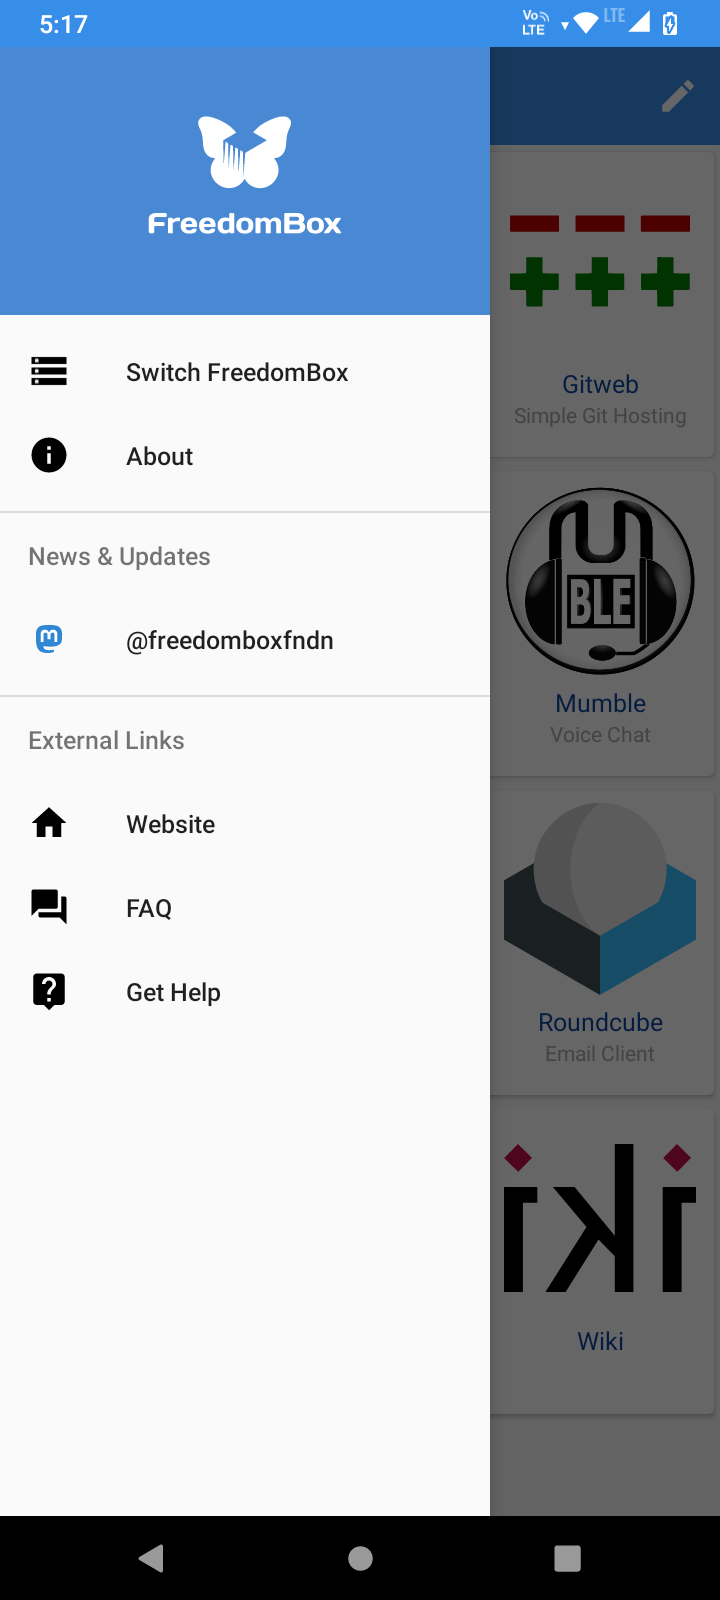 5:17
Vo
LTE
LTE
FreedomBox
Switch FreedomBox
About
News & Updates
@freedomboxfndn
External Links
Website
FAQ
Get Help
Gitweb
Simple Git Hosting
BLE
Mumble
Voice Chat
Roundcube
Email Client
iki
Wiki